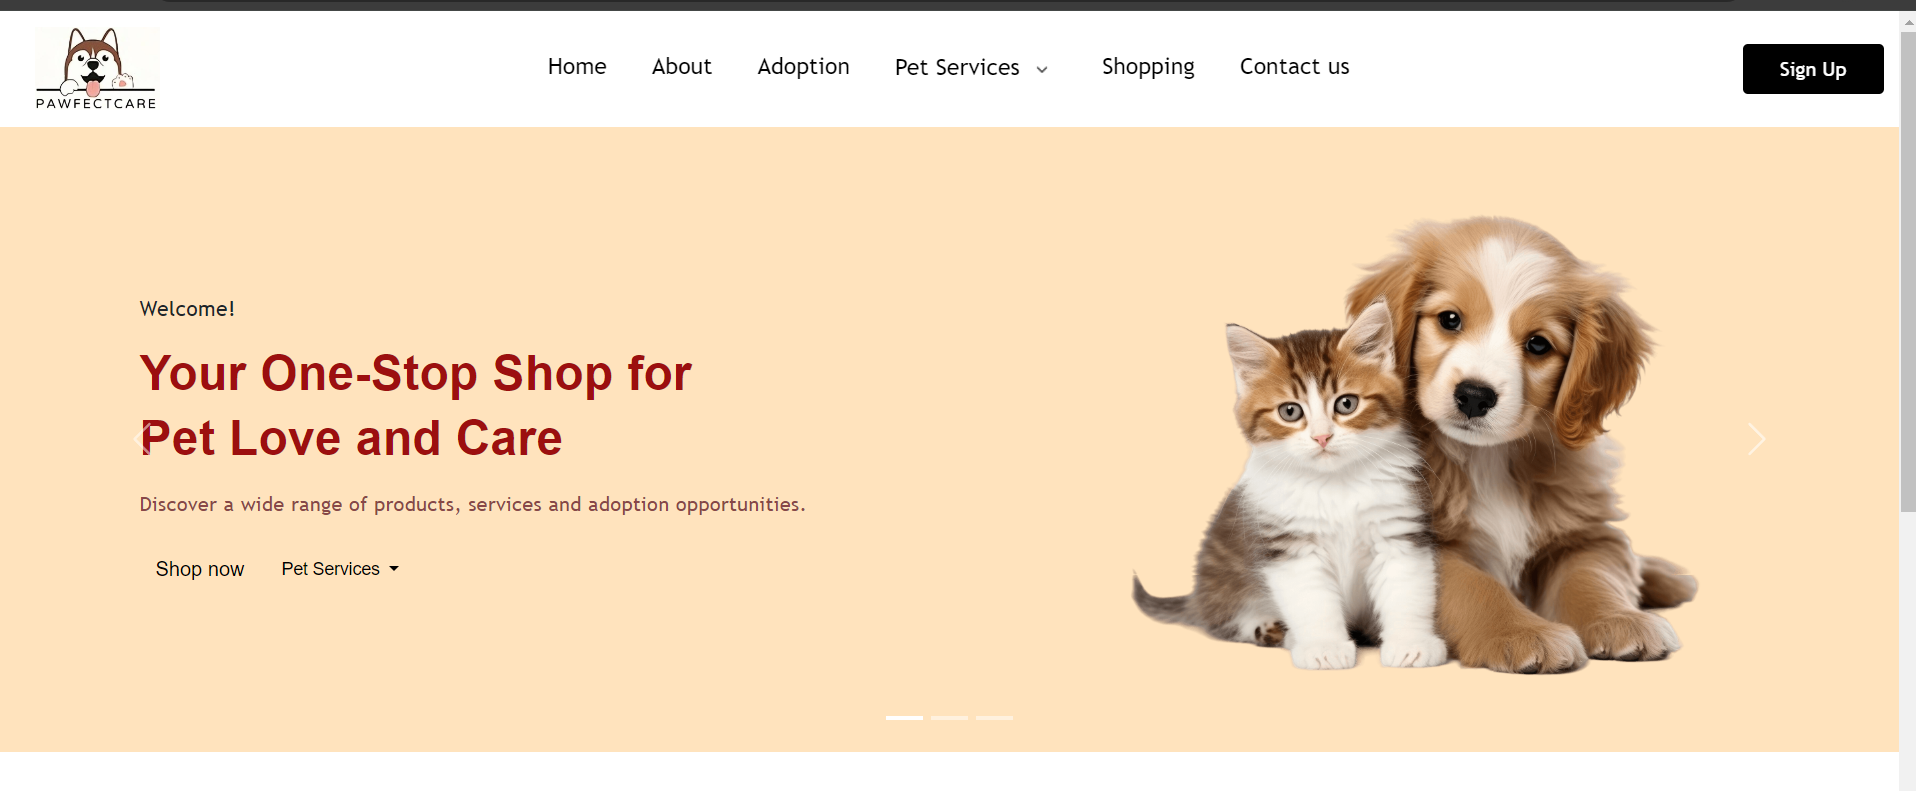 PAWFECTCARE
Home About Adoption Pet Services Shopping Contact us
Sign Up
Welcome!
Your One-Stop Shop for
Pet Love and Care
Discover a wide range of products, services and adoption opportunities.
Shop now Pet Services